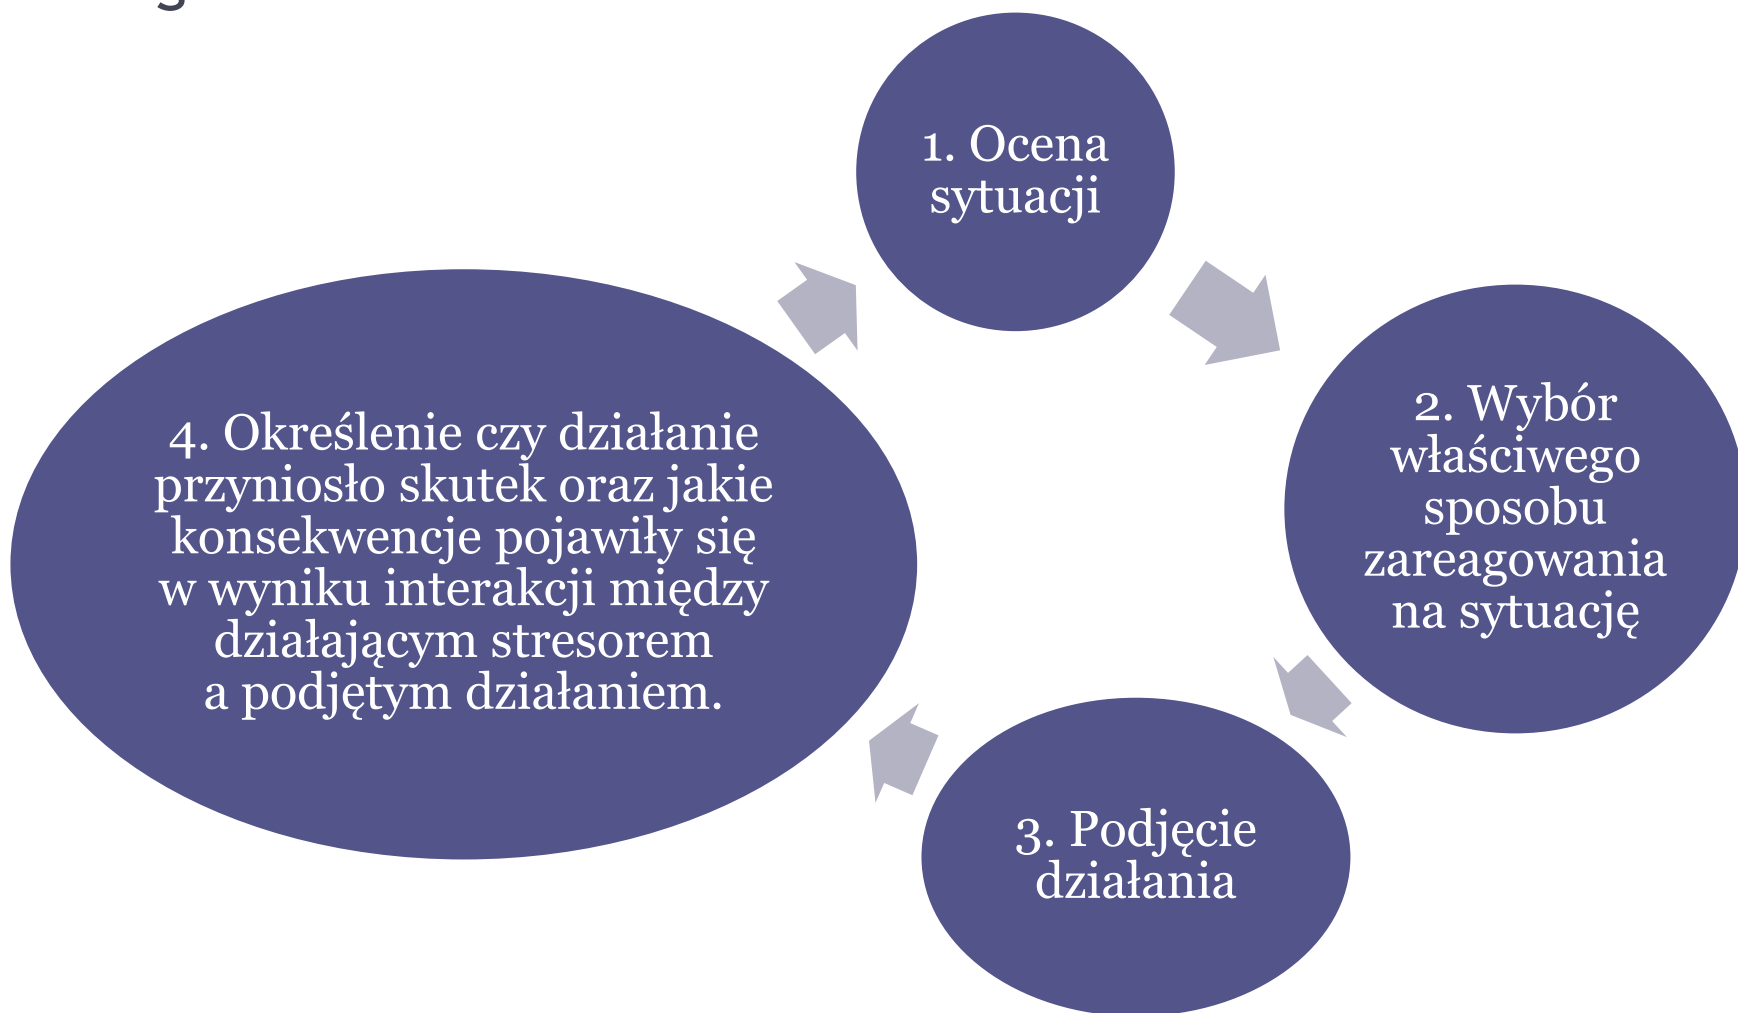 1. Ocena
sytuacji
2. Wybór
właściwego
sposobu
zareagowania
na sytuację
3. Podjęcie
działania
4. Określenie czy działanie
przyniosło skutek oraz jakie
konsekwencje pojawiły się
w wyniku interakcji między
działającym stresorem
a podjętym działaniem.